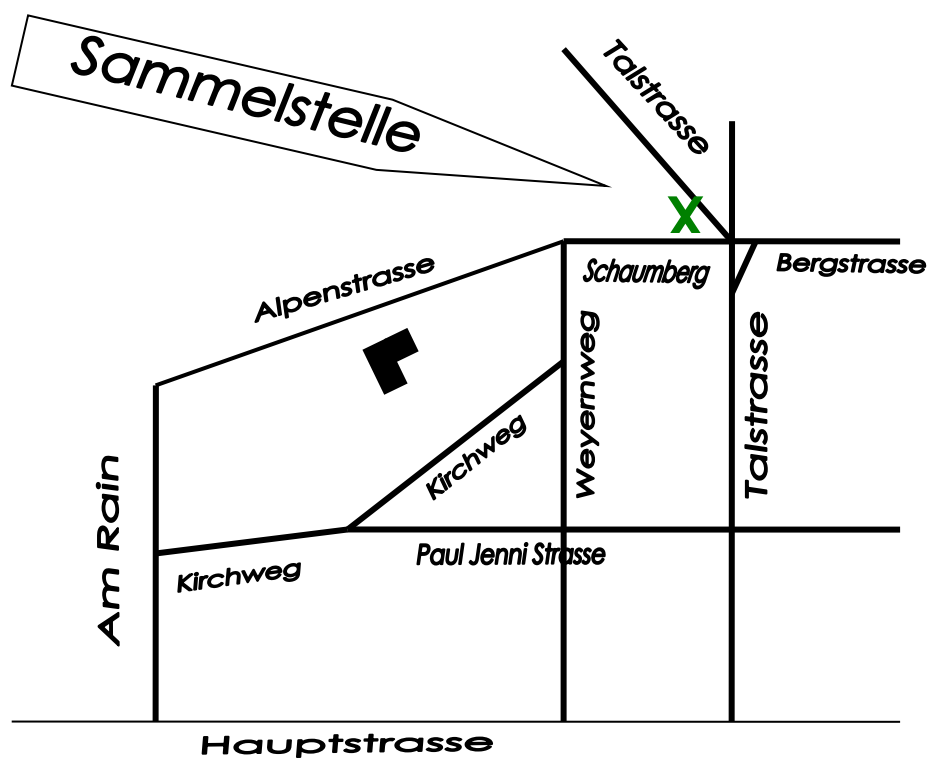 Sammelstelle
Talstrasse
X
Schaumberg
Bergstrasse
Alpenstrasse
Weyernweg
Talstrasse
Kirchweg
Am Rain
Paul Jenni Strasse
Kirchweg
Hauptstrasse